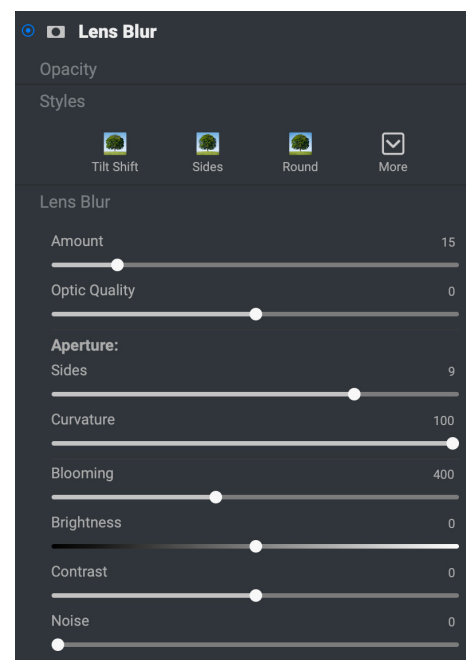 Lens Blur
Opacity
Styles
Tilt Shift Sides Round More
Lens Blur
Amount 15
Optic Quality 0
Aperture:
Sides 9
Curvature 100
Blooming 400
Brightness 0
Contrast 0
Noise 0